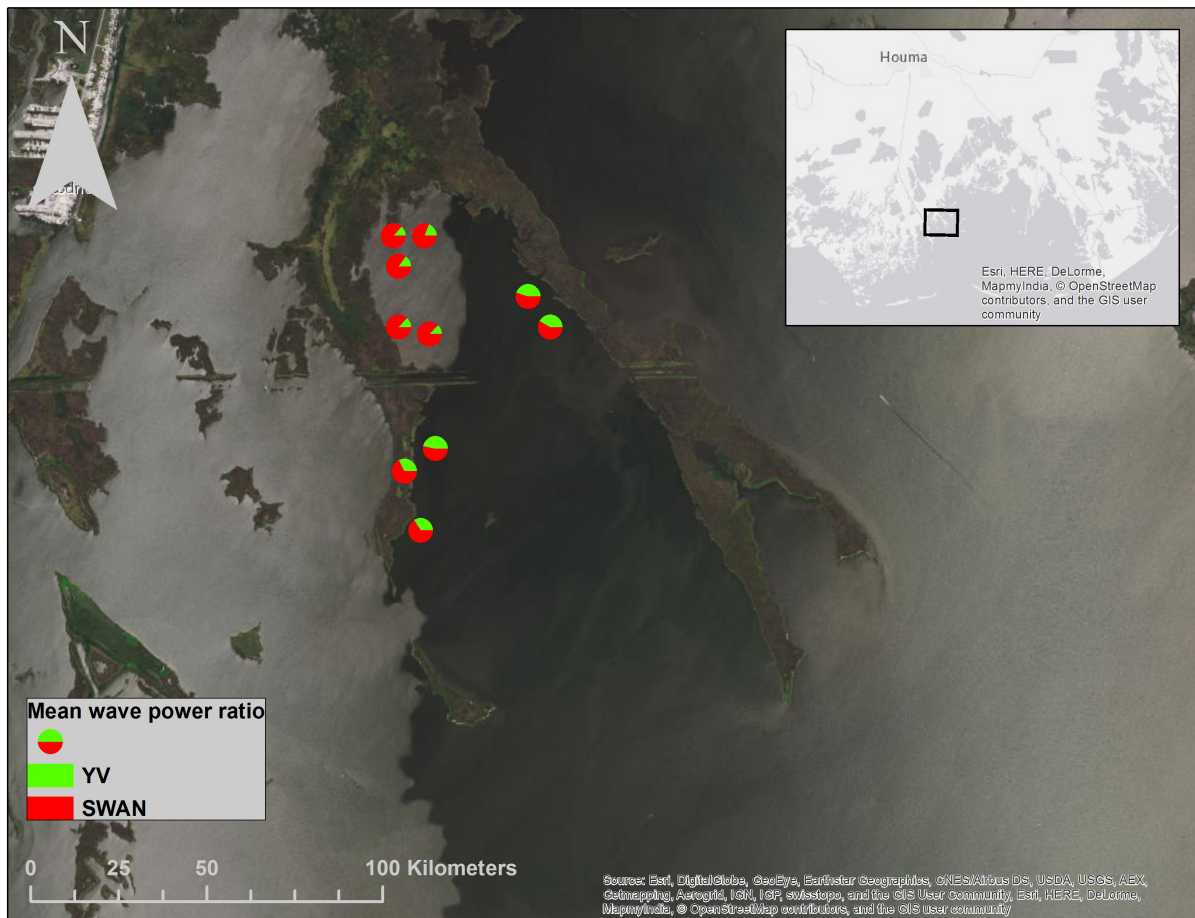 N
Houma
Esri, HERE, DeLorme,
MapmyIndia, © OpenStreetMap
contributors, and the GIS user
community
Mean wave power ratio
YV
SWAN
0 25 50 100 Kilometers
Source: Esri, DigitalGlobe, GeoEye, Earthstar Geographics, CNES/Airbus DS, USDA, USGS, AEX,
Getmapping, Aerogrid, IGN, IGP, swisstopo, and the GIS User Community, Esri, HERE, DeLorme,
MapmyIndia, © OpenStreetMap contributors, and the GIS user community